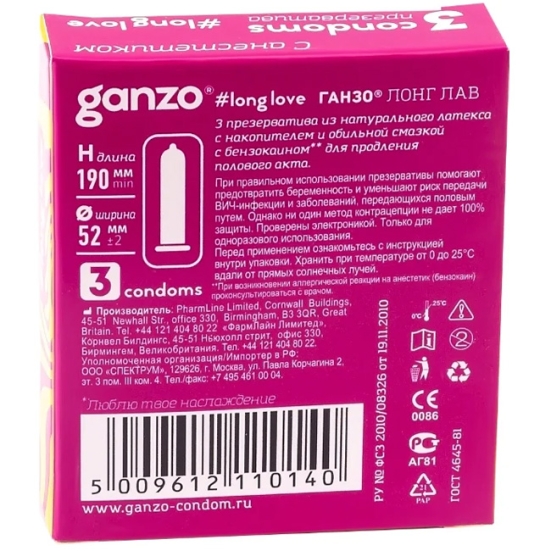 3 condoms
презерватива
#long love
С анестетиком
ganzo® #long love ГАНЗО® ЛОНГ ЛАВ
3 презерватива из натурального латекса
с накопителем и обильной смазкой
с бензокаином** для продления
полового акта.
H длина
190 мм min
Ø ширина
52 мм ±2
3 condoms
При правильном использовании презервативы помогают
предотвратить беременность и уменьшают риск передачи
ВИЧ-инфекции и заболеваний, передающихся половым
путем. Однако ни один метод контрацепции не дает 100%
защиты. Проверены электроникой. Только для
одноразового использования.
Перед применением ознакомьтесь с инструкцией
внутри упаковки. Хранить при температуре от 0 до 25°С
вдали от прямых солнечных лучей.
**При возникновении аллергической реакции на анестетик (бензокаин)
проконсультироваться с врачом.
Производитель: PharmLine Limited, Cornwall Buildings,
45-51 Newhall Str., office 330, Birmingham, B3 3QR, Great
Britain. Tel. +44 121 404 80 22 «ФармЛайн Лимитед».
Корнвел Билдингс, 45-51 Ньюхолл стрит, офис 330,
Бирмингем, Великобритания. Tel. +44 121 404 80 22
Уполномоченная организация/Импортер в РФ:
ООО «СПЕКТРУМ», 129626, г. Москва, ул. Павла Корчагина 2,
эт. 3 пом. III ком. 4. Тел./факс: +7 495 461 00 04
*Люблю твое наслаждение
5 009612 110140
www.ganzo-condom.ru
РУ № ФСЗ 2010/08326 от 19.11.2010
0°C 25°C
2
CE
0086
РСТ
АГ81
21
PAP
ГОСТ 4645-81